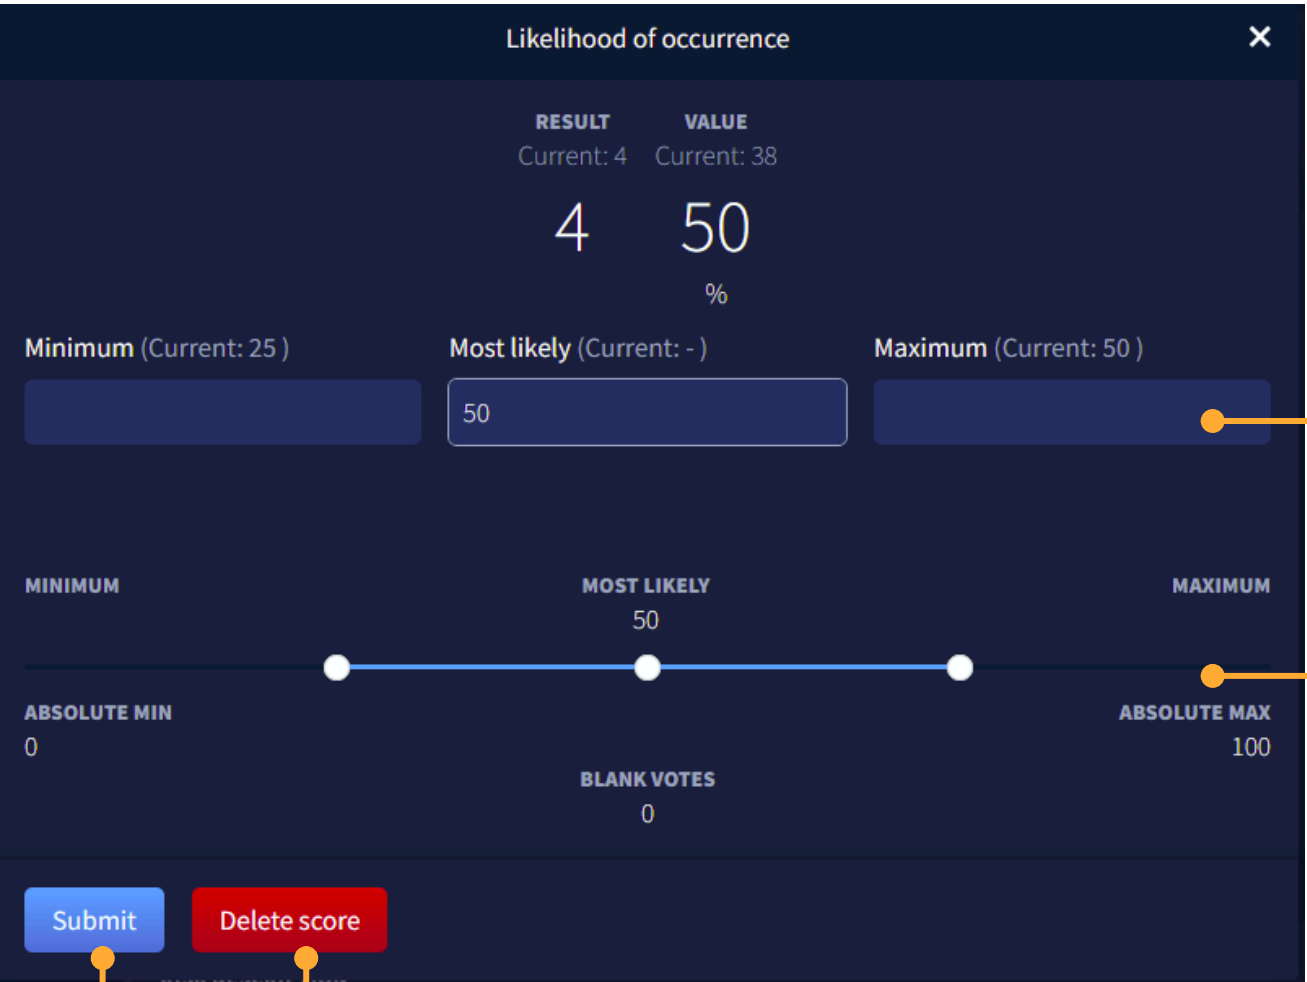 Likelihood of occurrence
RESULT VALUE
Current: 4 Current: 38
4 50
%
Minimum (Current: 25 ) Most likely (Current: - ) Maximum (Current: 50 )
50
MINIMUM MOST LIKELY MAXIMUM
50
ABSOLUTE MIN ABSOLUTE MAX
0 100
BLANK VOTES
0
Submit Delete score